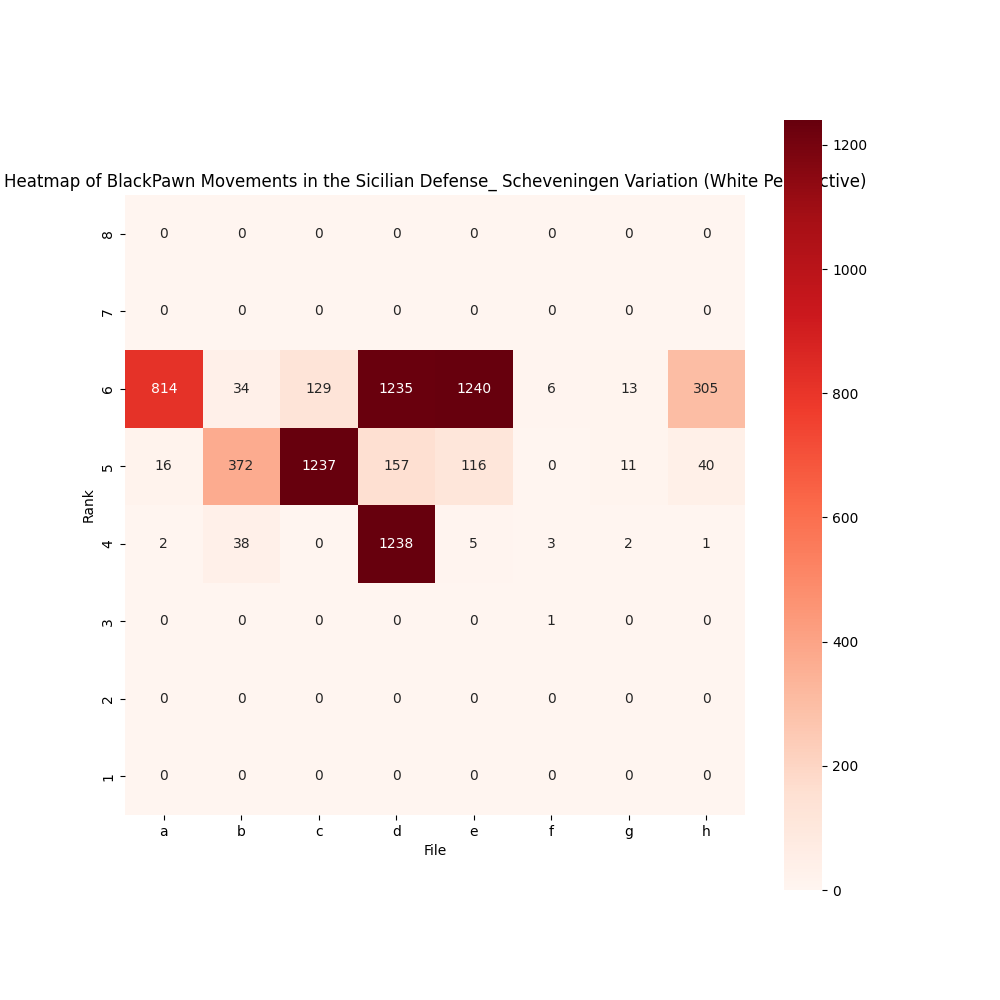 Heatmap of BlackPawn Movements in the Sicilian Defense_ Scheveningen Variation (White Pe ctive)
1200
1000
800
600
400
200
0
8 0 0 0 0 0 0 0 0
7 0 0 0 0 0 0 0 0
6 814 34 129 1235 1240 6 13 305
5 16 372 1237 157 116 0 11 40
4 2 38 0 1238 5 3 2 1
3 0 0 0 0 0 1 0 0
2 0 0 0 0 0 0 0 0
1 0 0 0 0 0 0 0 0
Rank
a b c d e f g h
File